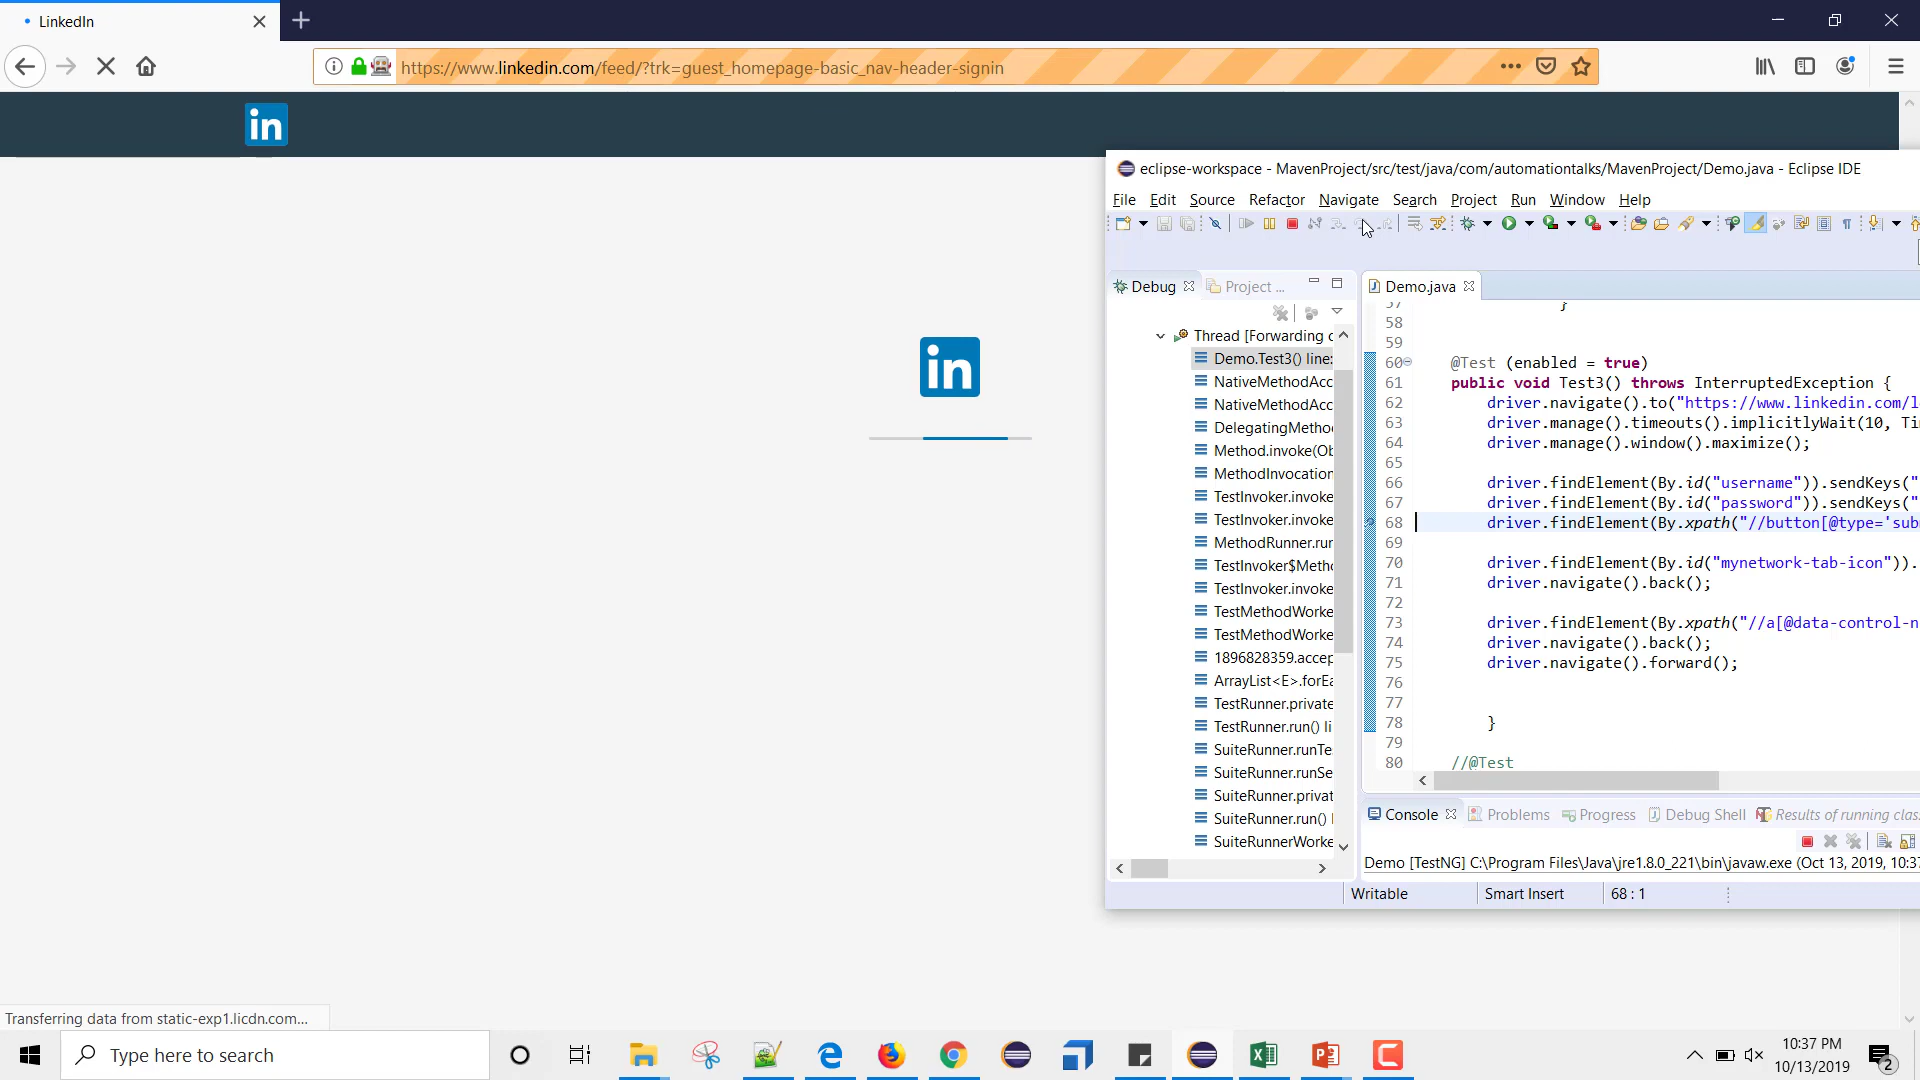 LinkedIn
https://www.linkedin.com/feed/?trk=guest_homepage-basic_nav-header-signin
in
in
eclipse-workspace - MavenProject/src/test/java/com/automationtalks/MavenProject/Demo.java - Eclipse IDE
File Edit Source Refactor Navigate Search Project Run Window Help
Debug Project ...
Thread [Forwarding
Demo.Test3() line:
NativeMethodAcc
NativeMethodAcc
DelegatingMetho
Method.invoke(Ob
MethodInvocation
TestInvoker.invoke
TestInvoker.invoke
MethodRunner.run
TestInvoker$Metho
TestInvoker.invoke
TestMethodWorke
TestMethodWorke
1896828359.accep
ArrayList<E>.forEa
TestRunner.private
TestRunner.run() li
SuiteRunner.runTe
SuiteRunner.runSe
SuiteRunner.privat
SuiteRunner.run() l
SuiteRunnerWorke
Demo.java
57 }
58
59
60 @Test (enabled = true)
61 public void Test3() throws InterruptedException {
62 driver.navigate().to("https://www.linkedin.com/l
63 driver.manage().timeouts().implicitlyWait(10, Ti
64 driver.manage().window().maximize();
65
66 driver.findElement(By.id("username")).sendKeys("
67 driver.findElement(By.id("password")).sendKeys("
68 driver.findElement(By.xpath("//button[@type='sub
69
70 driver.findElement(By.id("mynetwork-tab-icon")).
71 driver.navigate().back();
72
73 driver.findElement(By.xpath("//a[@data-control-n
74 driver.navigate().back();
75 driver.navigate().forward();
76
77
78 }
79
80 //@Test
Console Problems Progress Debug Shell Results of running clas
Demo [TestNG] C:\Program Files\Java\jre1.8.0_221\bin\javaw.exe (Oct 13, 2019, 10:37
Writable Smart Insert 68 : 1
Transferring data from static-exp1.licdn.com...
Type here to search
10:37 PM
10/13/2019
2